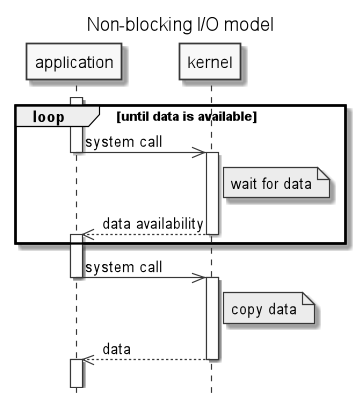 Non-blocking I/O model
application
kernel
loop
[until data is available]
system call
wait for data
data availability
system call
copy data
data